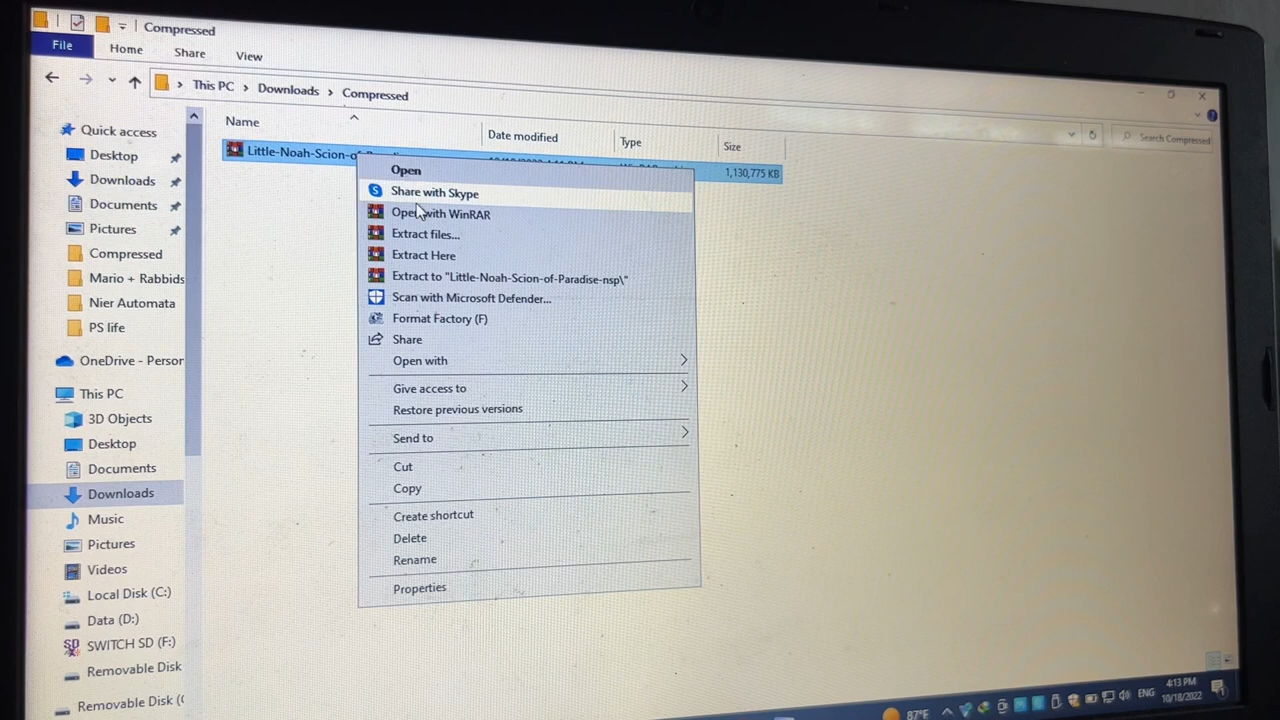 Compressed
File Home Share View
This PC > Downloads > Compressed
Search Compressed
Name Date modified Type Size
Little-Noah-Scion-o
1,130,775 KB
Quick access
Desktop
Downloads
Documents
Pictures
Compressed
Mario + Rabbids
Nier Automata
PS life
OneDrive - Person
This PC
3D Objects
Desktop
Documents
Downloads
Music
Pictures
Videos
Local Disk (C:)
Data (D:)
SWITCH SD (F:)
Removable Disk
Removable Disk (
Open
Share with Skype
Open with WinRAR
Extract files...
Extract Here
Extract to "Little-Noah-Scion-of-Paradise-nsp\"
Scan with Microsoft Defender...
Format Factory (F)
Share
Open with
Give access to
Restore previous versions
Send to
Cut
Copy
Create shortcut
Delete
Rename
Properties
87°F
ENG
4:13 PM
10/18/2022